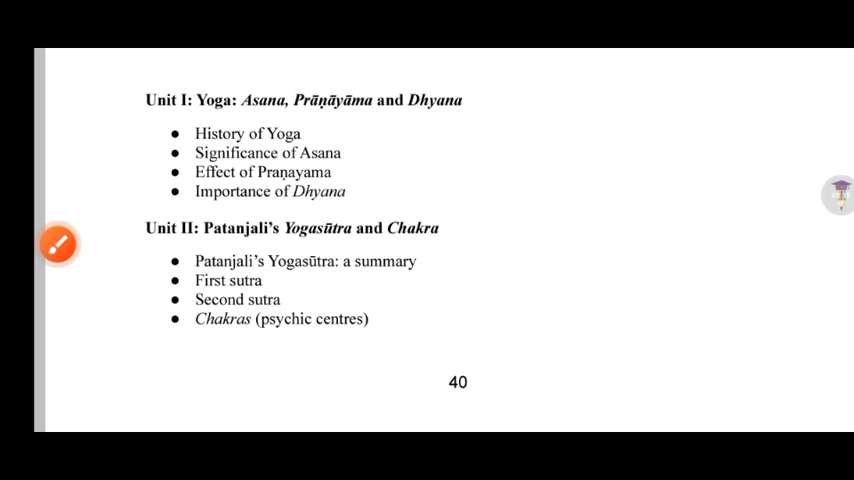 Unit I: Yoga: Asana, Prāṇāyāma and Dhyana
● History of Yoga
● Significance of Asana
● Effect of Praṇayama
● Importance of Dhyana
Unit II: Patanjali’s Yogasūtra and Chakra
● Patanjali’s Yogasūtra: a summary
● First sutra
● Second sutra
● Chakras (psychic centres)
40